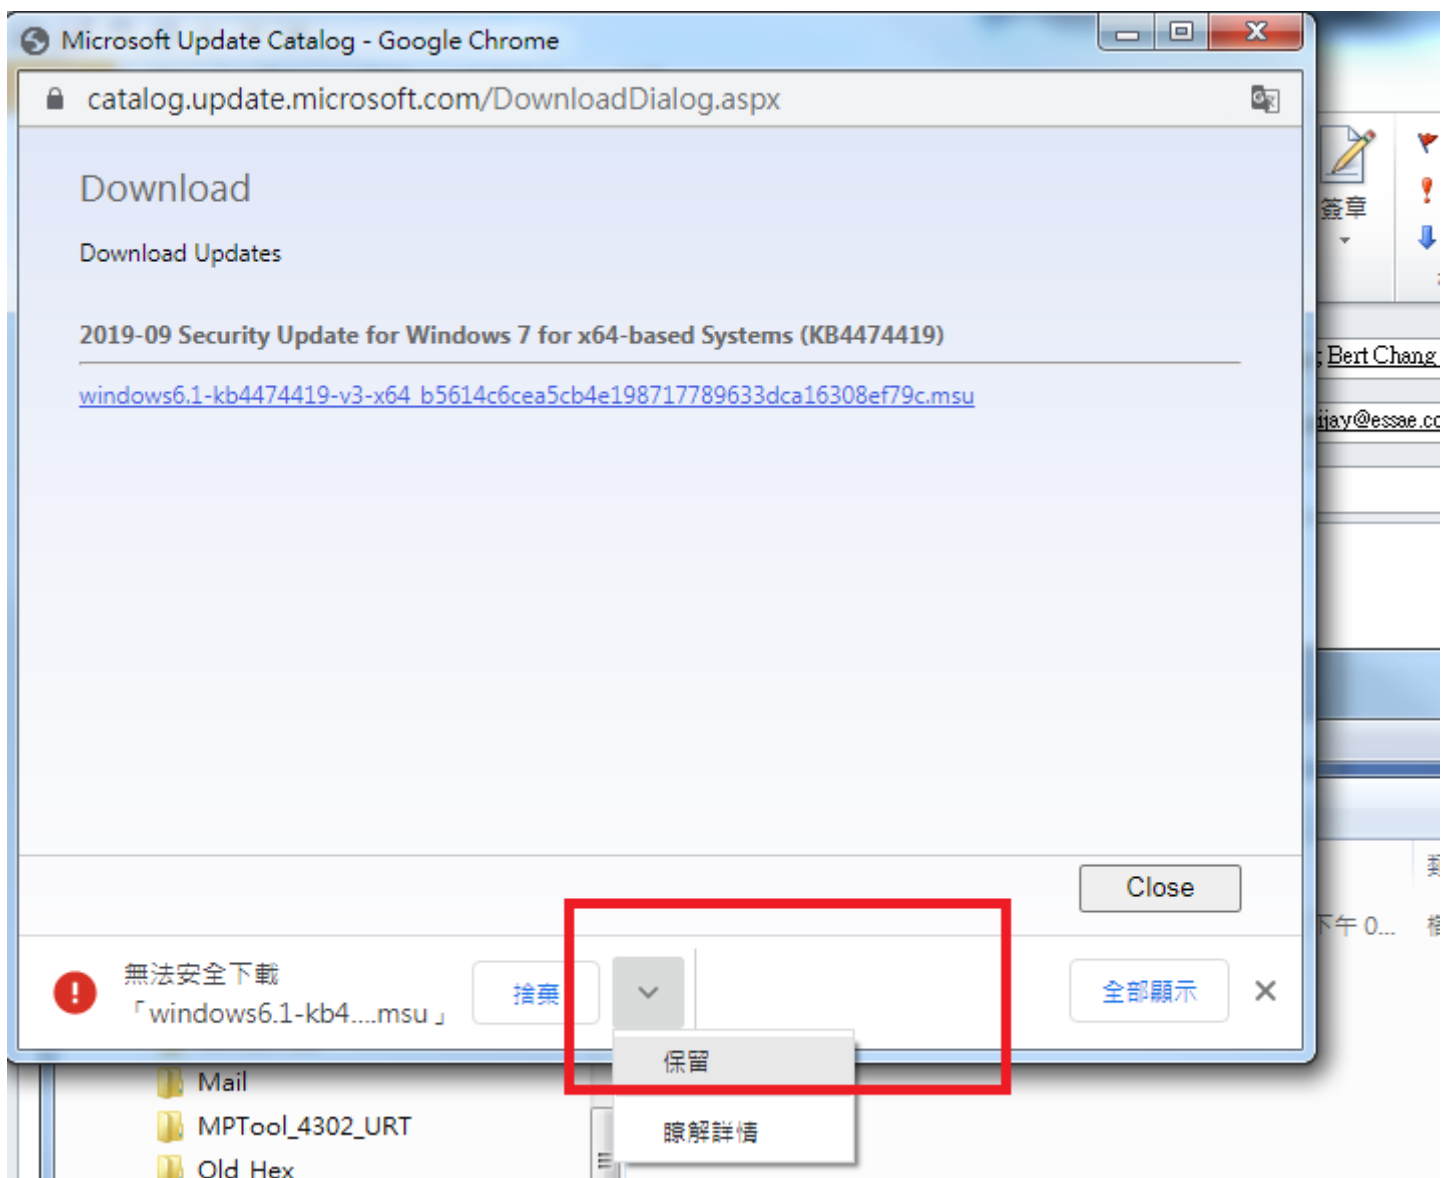 Microsoft Update Catalog - Google Chrome
catalog.update.microsoft.com/DownloadDialog.aspx
Download
Download Updates
2019-09 Security Update for Windows 7 for x64-based Systems (KB4474419)
windows6.1-kb4474419-v3-x64_b5614c6cea5cb4e198717789633dca16308ef79c.msu
Close
無法安全下載
「windows6.1-kb4....msu」
捨棄
全部顯示
保留
瞭解詳情
Mail
MPTool_4302_URT
Old_Hex
簽章
; Bert Chang
ijay@essae.co
下午 0...